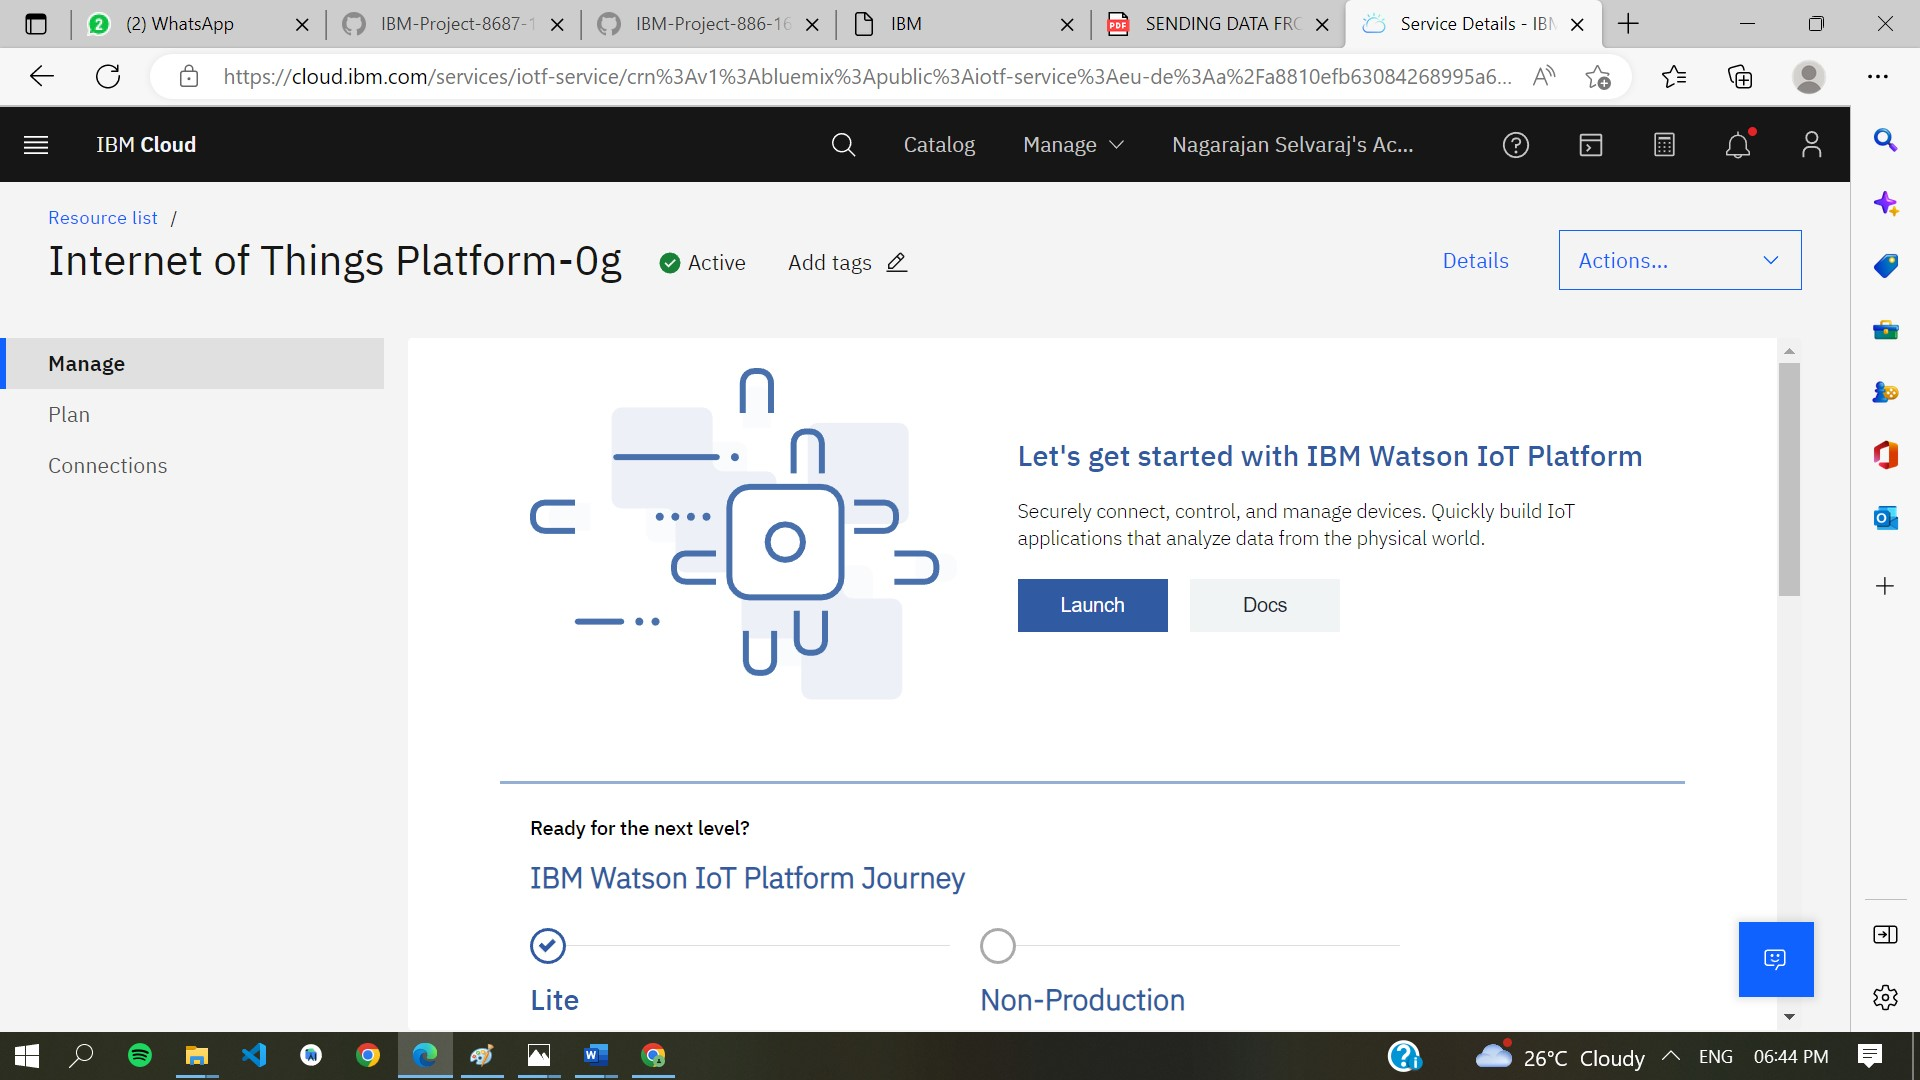 (2) WhatsApp
IBM-Project-8687-1
IBM-Project-886-16
IBM
SENDING DATA FRO
Service Details - IBM
https://cloud.ibm.com/services/iotf-service/crn%3Av1%3Abluemix%3Apublic%3Aiotf-service%3Aeu-de%3Aa%2Fa8810efb63084268995a6...
IBM Cloud
Catalog
Manage
Nagarajan Selvaraj's Ac...
Resource list /
Internet of Things Platform-0g
Active
Add tags
Details
Actions...
Manage
Plan
Connections
Let's get started with IBM Watson IoT Platform
Securely connect, control, and manage devices. Quickly build IoT
applications that analyze data from the physical world.
Launch
Docs
Ready for the next level?
IBM Watson IoT Platform Journey
Lite
Non-Production
26°C Cloudy
ENG
06:44 PM